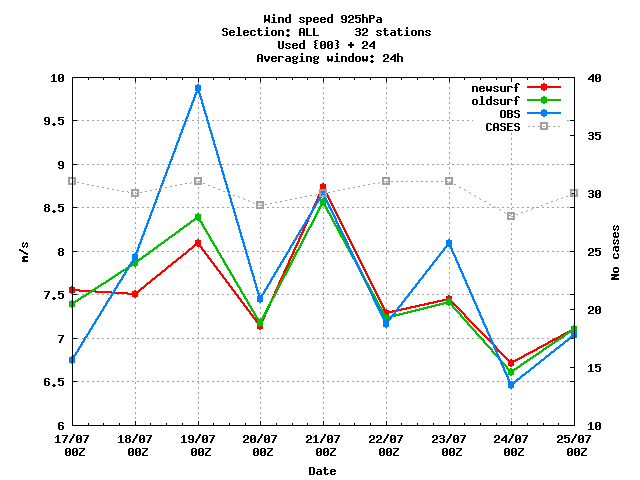 Wind speed 925hPa
Selection: ALL     32 stations
Used {00} + 24
Averaging window: 24h
newsurf
oldsurf
OBS
CASES
10
9.5
9
8.5
8
7.5
7
6.5
6
m/s
40
35
30
25
20
15
10
No cases
17/07 18/07 19/07 20/07 21/07 22/07 23/07 24/07 25/07
00Z 00Z 00Z 00Z 00Z 00Z 00Z 00Z 00Z
Date